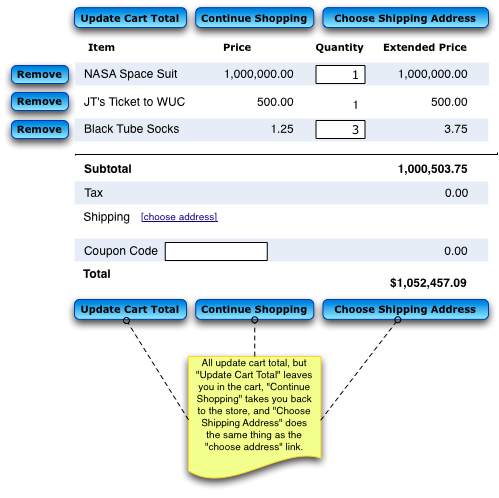 Update Cart Total Continue Shopping Choose Shipping Address
Item Price Quantity Extended Price
Remove NASA Space Suit 1,000,000.00 1 1,000,000.00
Remove JT's Ticket to WUC 500.00 1 500.00
Remove Black Tube Socks 1.25 3 3.75
Subtotal 1,000,503.75
Tax 0.00
Shipping [choose address]
Coupon Code 0.00
Total
$1,052,457.09
Update Cart Total Continue Shopping Choose Shipping Address
All update cart total, but
"Update Cart Total" leaves
you in the cart, "Continue
Shopping" takes you back
to the store, and "Choose
Shipping Address" does
the same thing as the
"choose address" link.